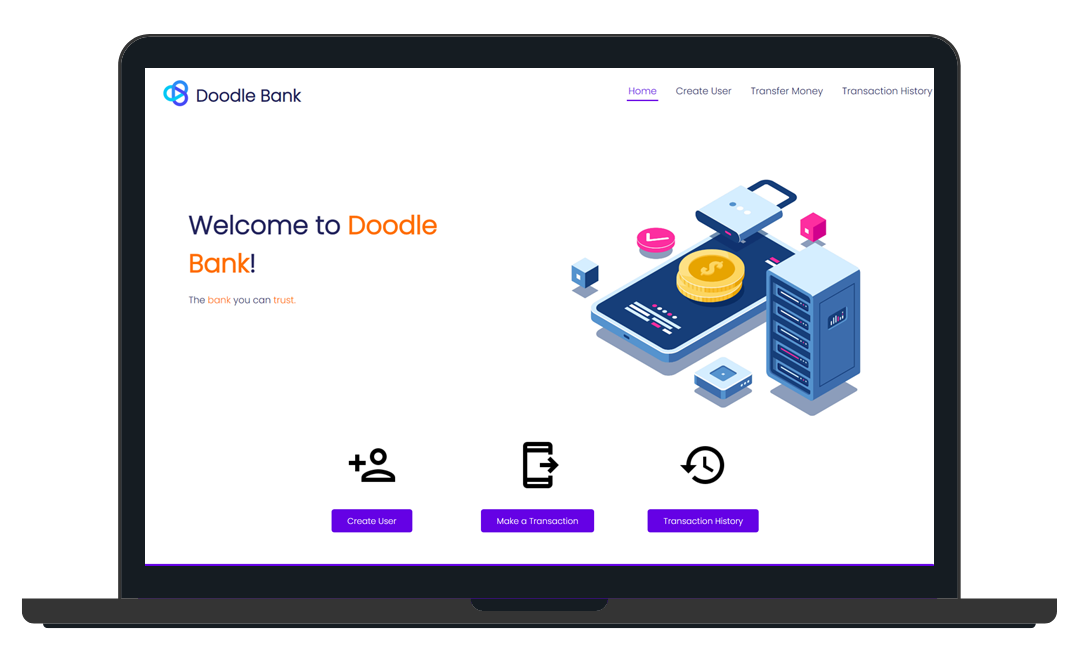 Doodle Bank
Home Create User Transfer Money Transaction History
Welcome to Doodle
Bank!
The bank you can trust.
Create User Make a Transaction Transaction History